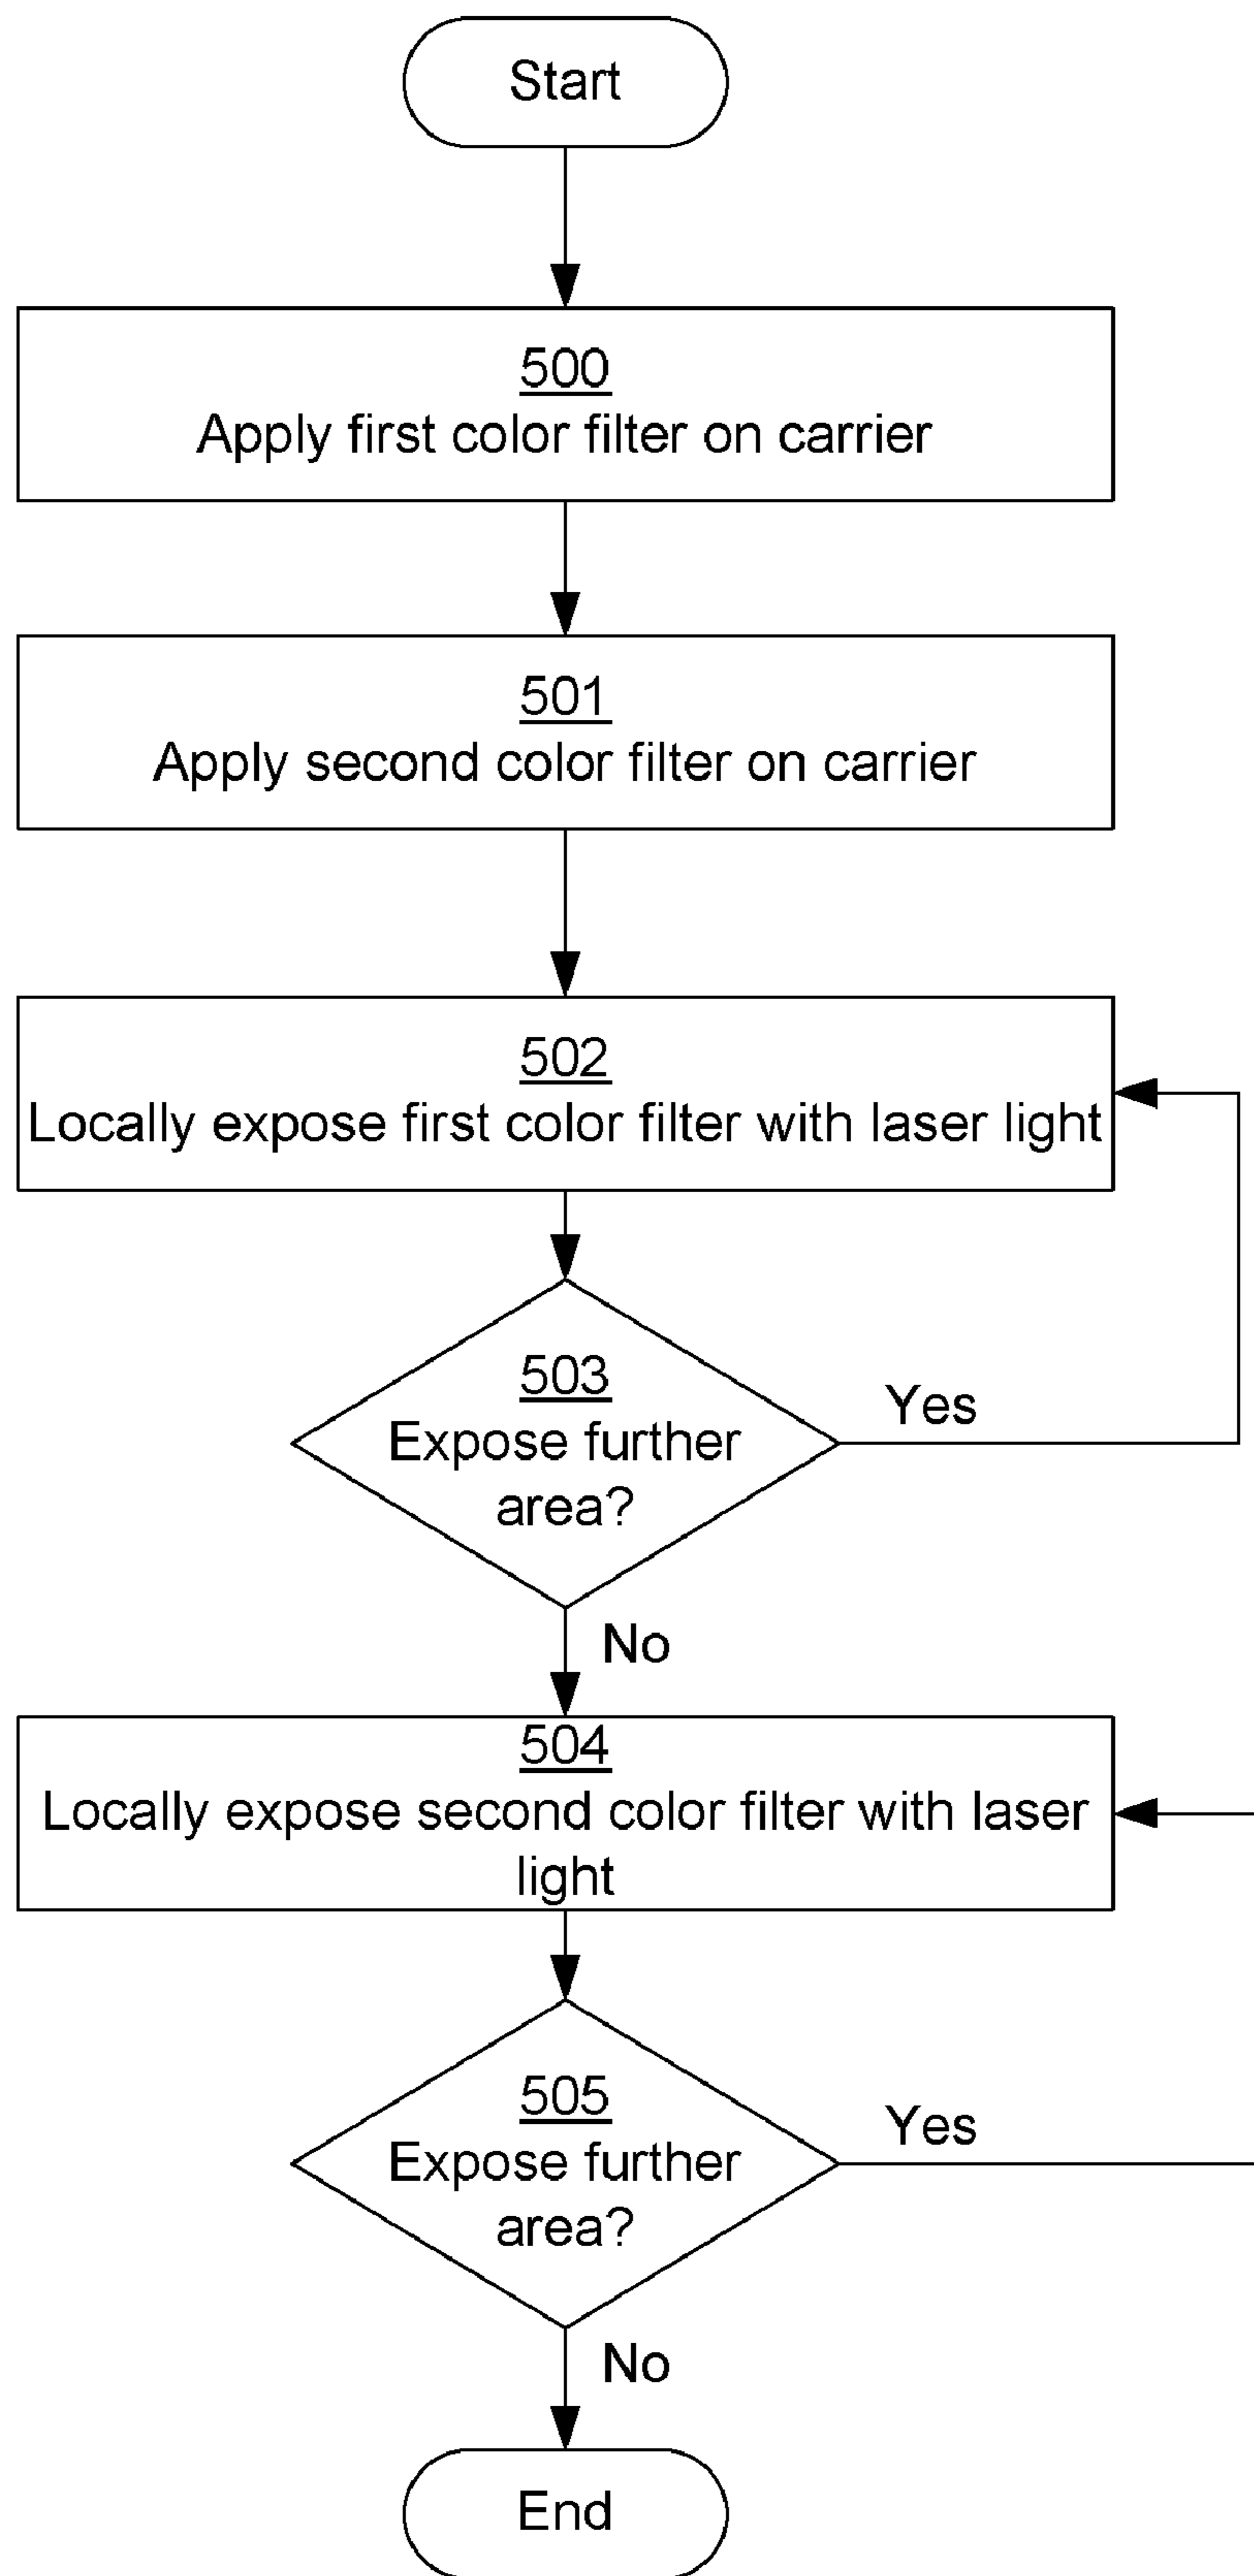 Start
500
Apply first color filter on carrier
501
Apply second color filter on carrier
502
Locally expose first color filter with laser light
503
Expose further
area?
Yes
No
504
Locally expose second color filter with laser
light
505
Expose further
area?
Yes
No
End